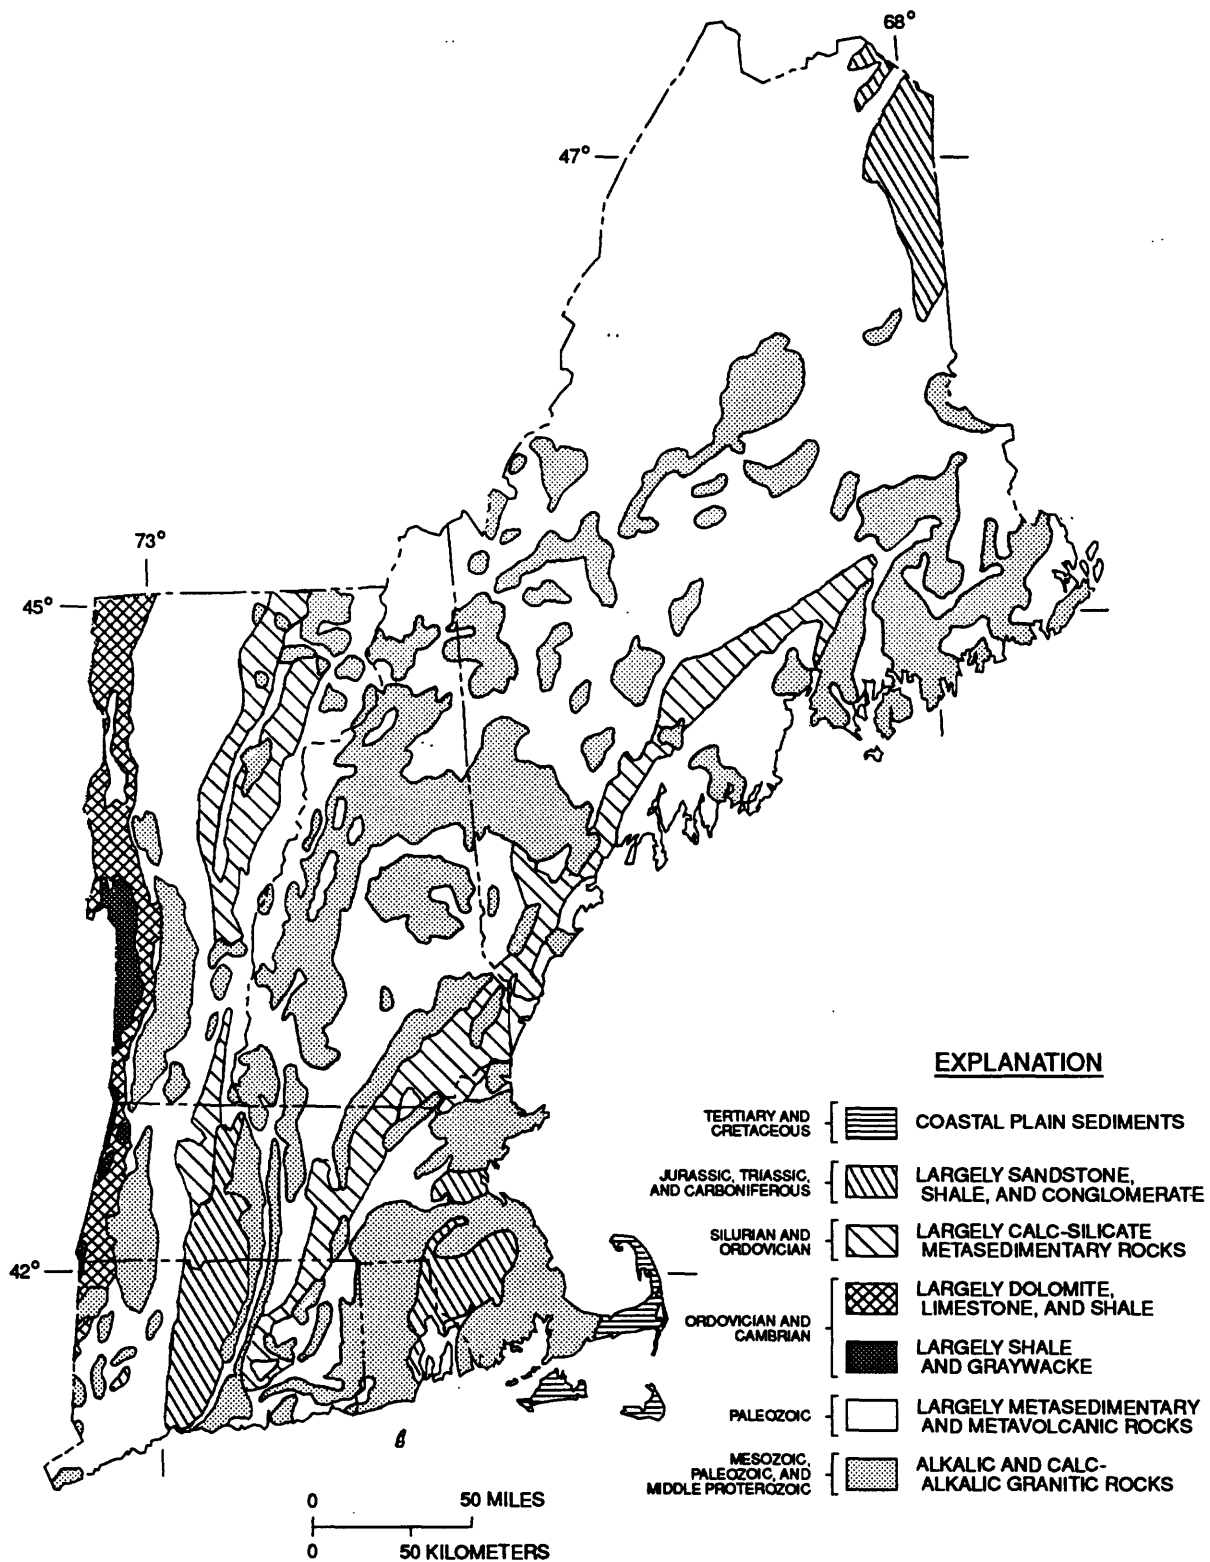 68°
47°
73°
45°
EXPLANATION
TERTIARY AND
CRETACEOUS
COASTAL PLAIN SEDIMENTS
JURASSIC, TRIASSIC,
AND CARBONIFEROUS
LARGELY SANDSTONE,
SHALE, AND CONGLOMERATE
SILURIAN AND
ORDOVICIAN
LARGELY CALC-SILICATE
METASEDIMENTARY ROCKS
42°
ORDOVICIAN AND
CAMBRIAN
LARGELY DOLOMITE,
LIMESTONE, AND SHALE
LARGELY SHALE
AND GRAYWACKE
PALEOZOIC
LARGELY METASEDIMENTARY
AND METAVOLCANIC ROCKS
MESOZOIC,
PALEOZOIC, AND
MIDDLE PROTEROZOIC
ALKALIC AND CALC-
ALKALIC GRANITIC ROCKS
0 50 MILES
0 50 KILOMETERS